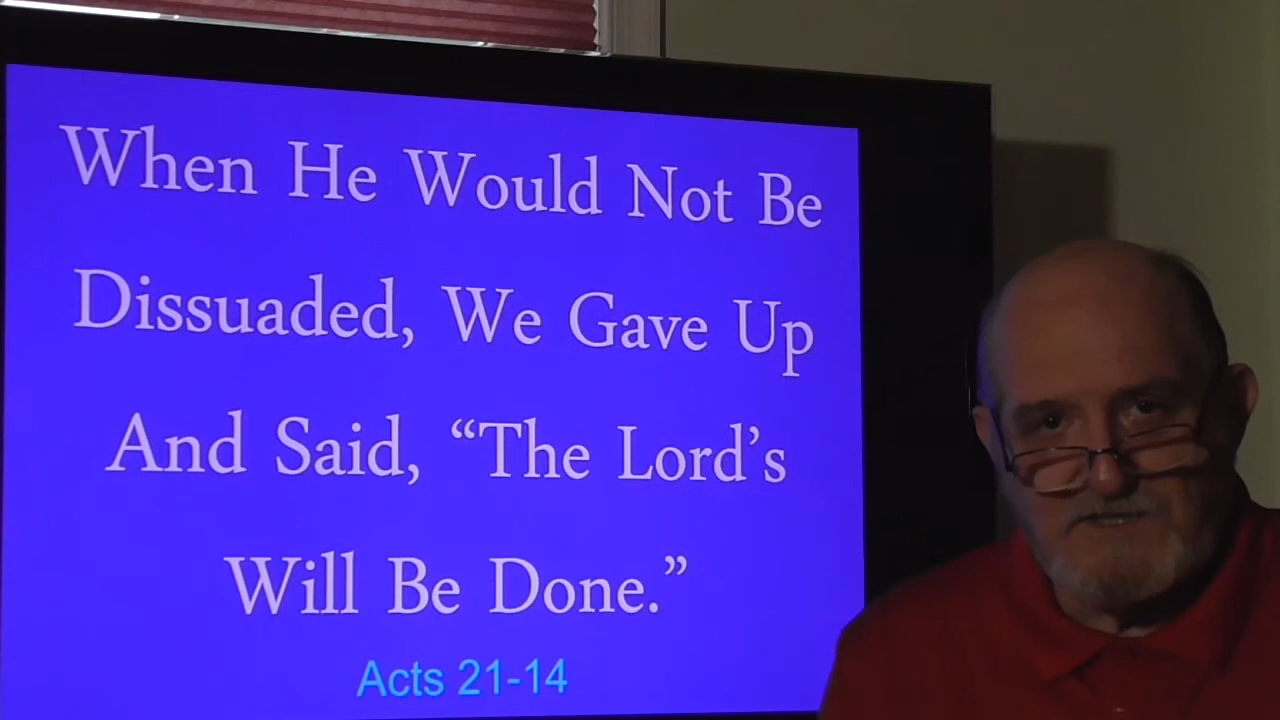 When He Would Not Be
Dissuaded, We Gave Up
And Said, “The Lord’s
Will Be Done.”
Acts 21-14